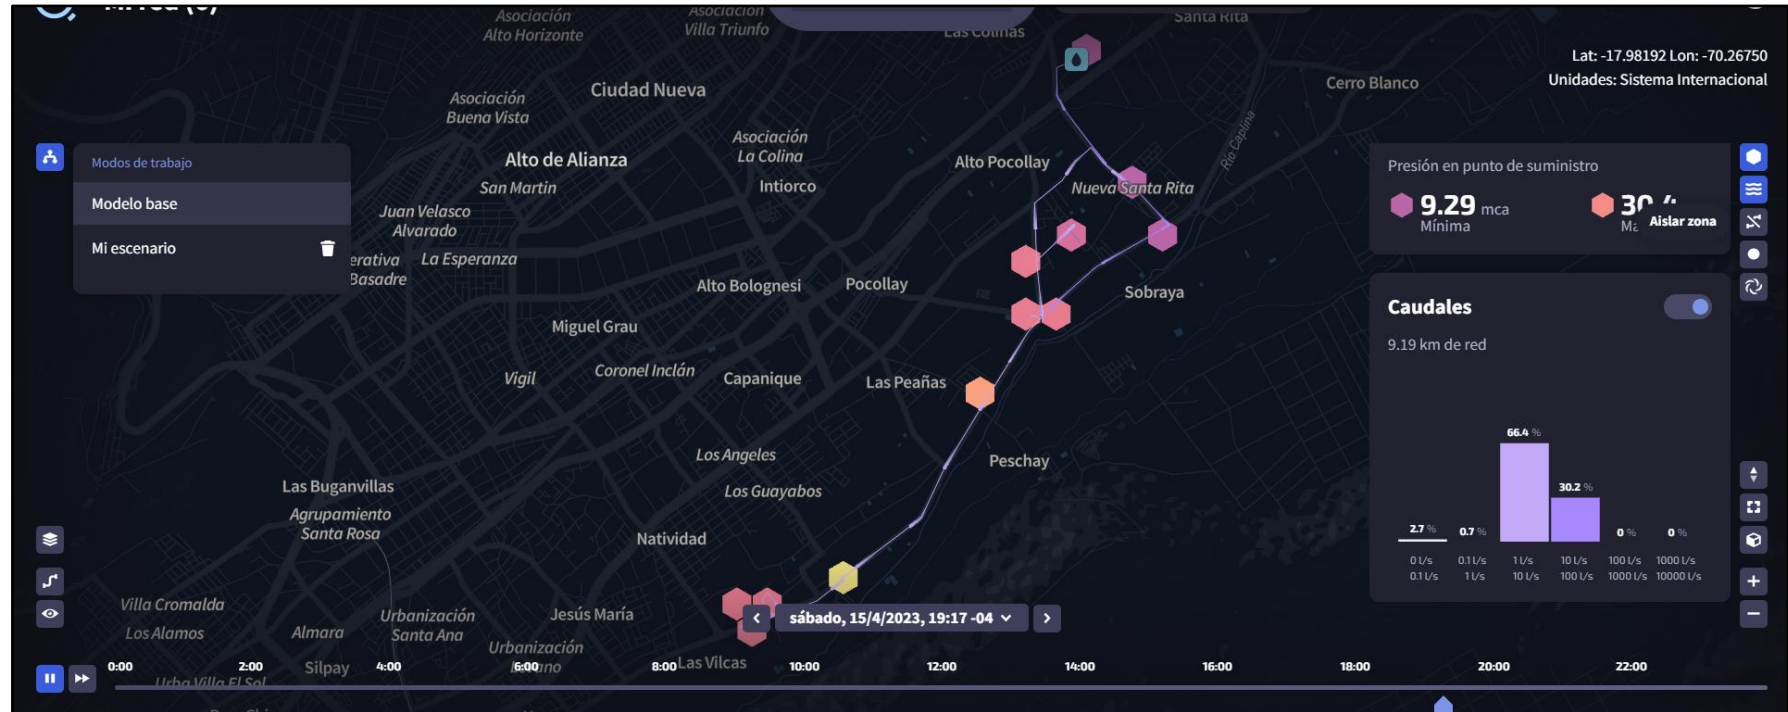 Asociación
Alto Horizonte
Asociación
Villa Triunfo
Las Colinas
Santa Rita
Lat: -17.98192 Lon: -70.26750
Unidades: Sistema Internacional
Ciudad Nueva
Cerro Blanco
Asociación
Buena Vista
Río Caplina
Asociación
La Colina
Modos de trabajo
Alto de Alianza
Alto Pocollay
Presión en punto de suministro
San Martin
Intiorco
Nueva Santa Rita
Modelo base
9.29 mca
Mínima
Aislar zona
Juan Velasco
Alvarado
Mi escenario
La Esperanza
Basadre
Alto Bolognesi
Pocollay
Sobraya
Caudales
9.19 km de red
Miguel Grau
Coronel Inclán
Vigil
Capanique
Las Peañas
66.4 %
Los Angeles
Peschay
Las Buganvillas
Los Guayabos
30.2 %
Agrupamiento
Santa Rosa
Natividad
2.7 %
0.7 %
0 %
0 %
0 l/s
0.1 l/s
0.1 l/s
1 l/s
1 l/s
10 l/s
10 l/s
100 l/s
100 l/s
1000 l/s
1000 l/s
10000 l/s
Villa Cromalda
Los Alamos
Almara
Urbanización
Santa Ana
Jesús María
sábado, 15/4/2023, 19:17 -04
Urbanización
Silpay
Las Vilcas
0:00 2:00 4:00 6:00 8:00 10:00 12:00 14:00 16:00 18:00 20:00 22:00